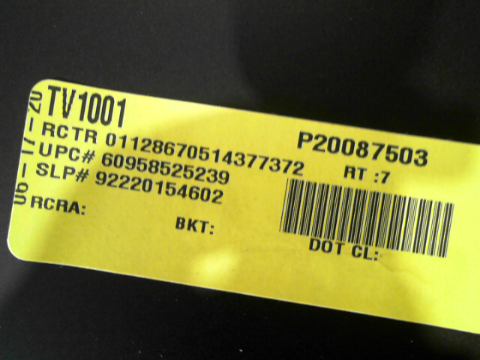 TV1001
RCTR 01128670514377372
P20087503
UPC# 60958525239
RT :7
SLP# 92220154602
RCRA:
BKT:
DOT CL: